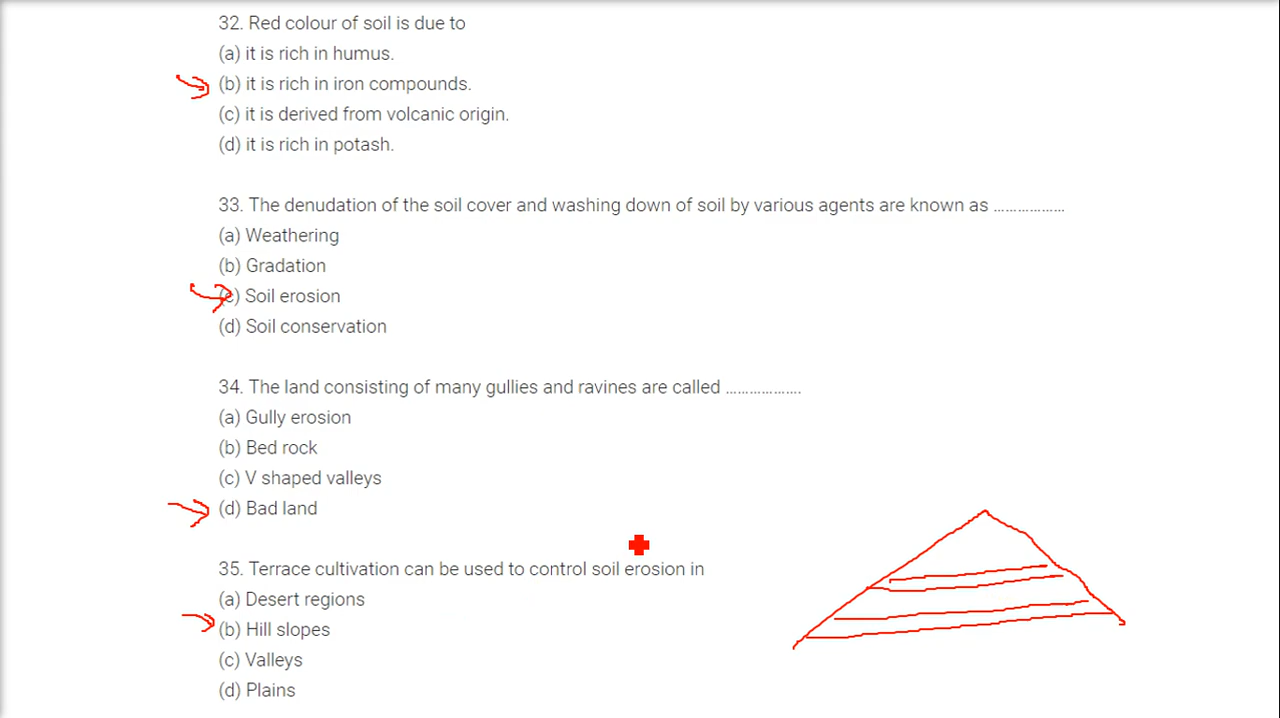 32. Red colour of soil is due to
(a) it is rich in humus.
(b) it is rich in iron compounds.
(c) it is derived from volcanic origin.
(d) it is rich in potash.
33. The denudation of the soil cover and washing down of soil by various agents are known as ………………
(a) Weathering
(b) Gradation
(c) Soil erosion
(d) Soil conservation
34. The land consisting of many gullies and ravines are called ……………….
(a) Gully erosion
(b) Bed rock
(c) V shaped valleys
(d) Bad land
35. Terrace cultivation can be used to control soil erosion in
(a) Desert regions
(b) Hill slopes
(c) Valleys
(d) Plains